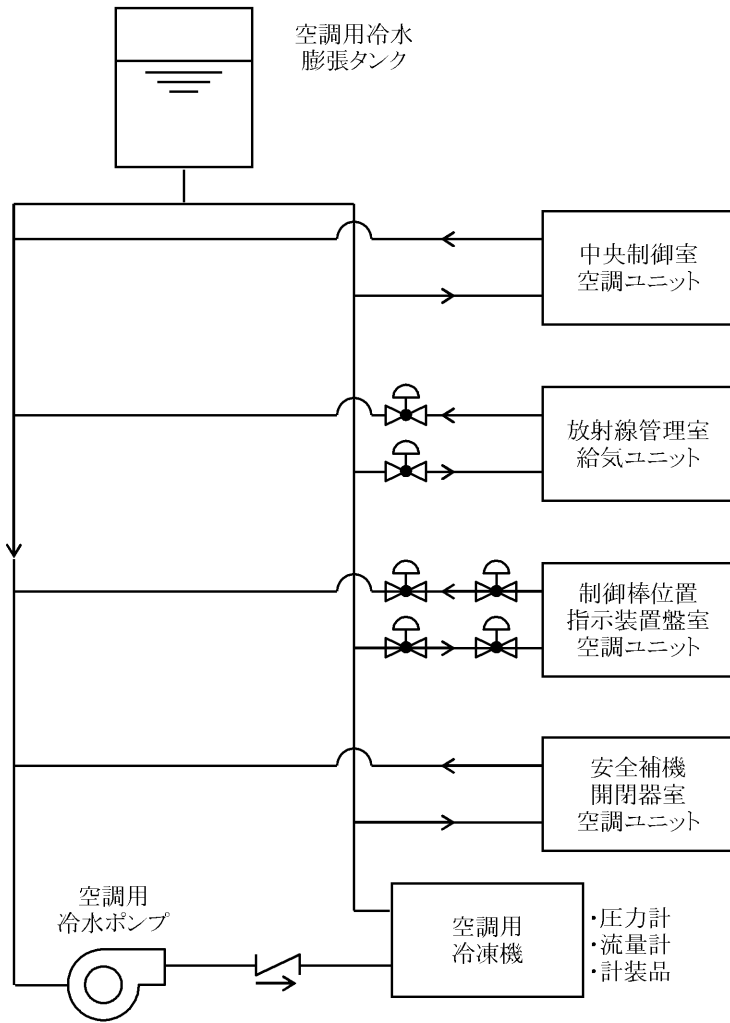 空調用冷水
膨張タンク
中央制御室
空調ユニット
放射線管理室
給気ユニット
制御棒位置
指示装置盤室
空調ユニット
安全補機
開閉器室
空調ユニット
空調用
冷水ポンプ
空調用
冷凍機
・圧力計
・流量計
・計装品